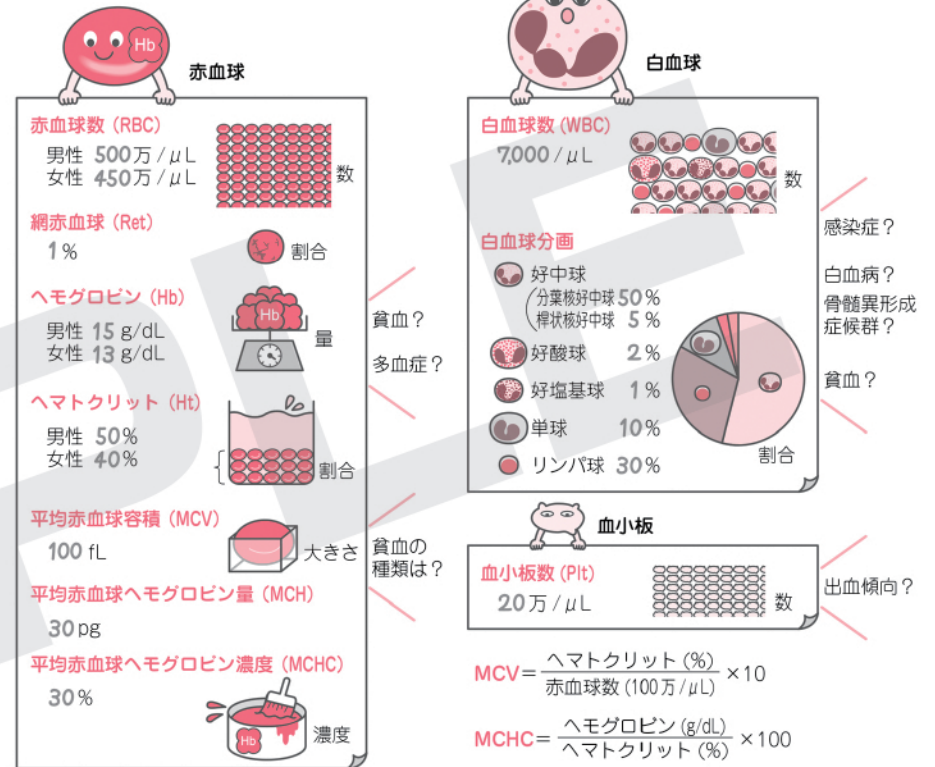 赤血球
赤血球数 (RBC)
男性 500万/μL
女性 450万/μL
数
網赤血球 (Ret)
1%
割合
ヘモグロビン (Hb)
男性 15 g/dL
女性 13 g/dL
量
ヘマトクリット (Ht)
男性 50%
女性 40%
割合
平均赤血球容積 (MCV)
100 fL
大きさ
平均赤血球ヘモグロビン量 (MCH)
30 pg
平均赤血球ヘモグロビン濃度 (MCHC)
30%
濃度
Hb
Hb
Hb
貧血?
多血症?
貧血の
種類は?
白血球
白血球数 (WBC)
7,000/μL
数
白血球分画
好中球
分葉核好中球 50%
桿状核好中球 5%
好酸球 2%
好塩基球 1%
単球 10%
リンパ球 30%
割合
感染症?
白血病?
骨髄異形成
症候群?
貧血?
血小板
血小板数 (Plt)
20万/μL
数
出血傾向?
MCV=ヘマトクリット (%)/赤血球数 (100万/μL)×10
MCHC=ヘモグロビン (g/dL)/ヘマトクリット (%)×100
PLE